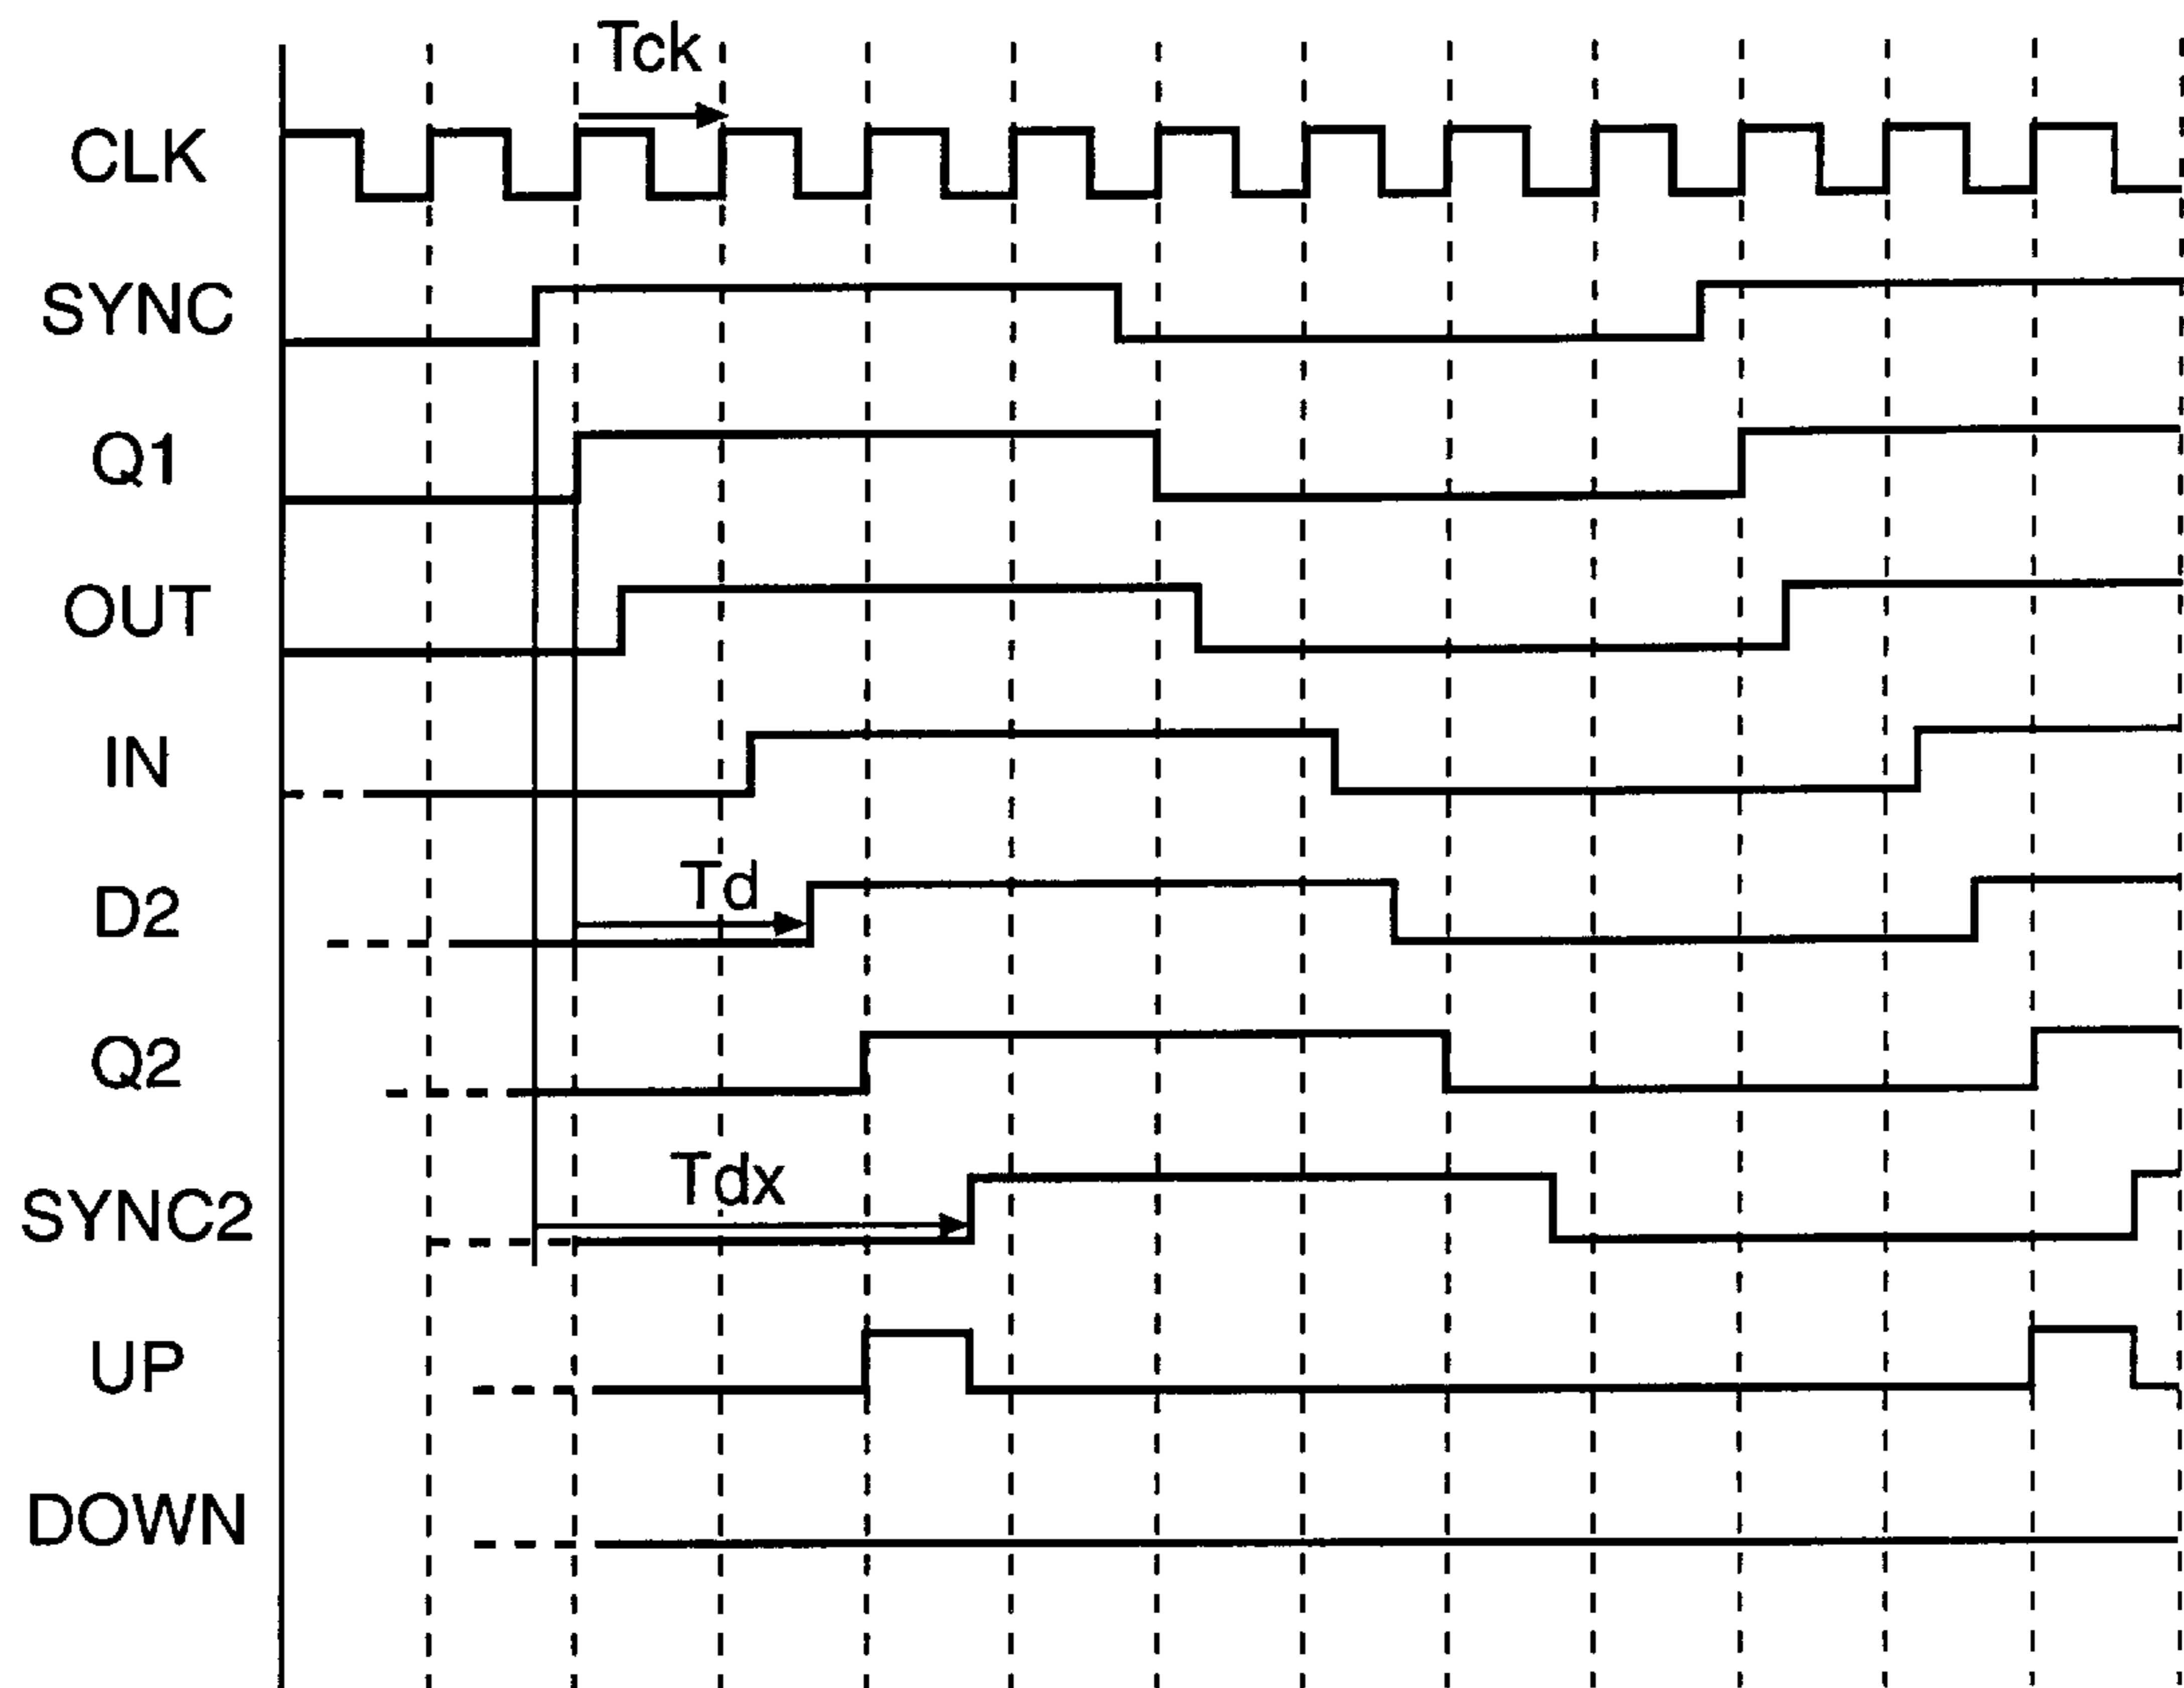 Tck
CLK
SYNC
Q1
OUT
IN
Td
D2
Q2
Tdx
SYNC2
UP
DOWN